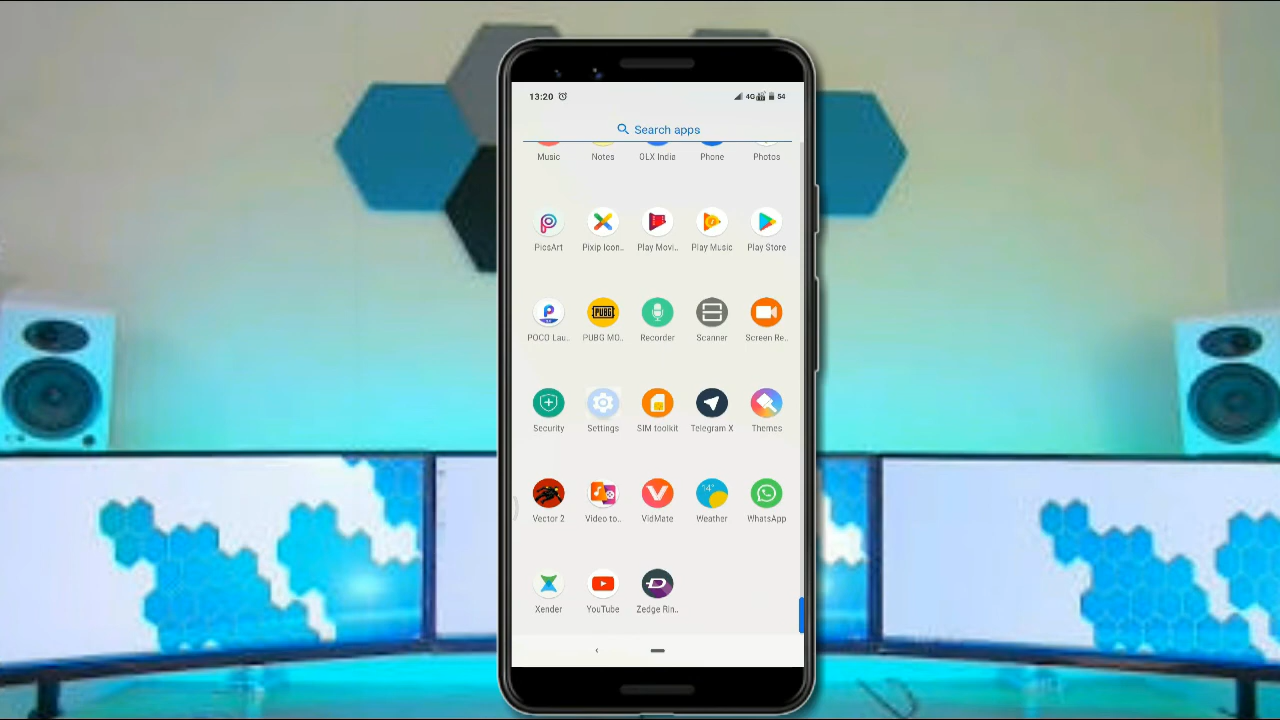 13:20 4G 54
Search apps
Music Notes OLX India Phone Photos
PicsArt Pixip Icon.. Play Movi.. Play Music Play Store
PUBG
POCO Lau.. PUBG MO.. Recorder Scanner Screen Re..
Security Settings SIM toolkit Telegram X Themes
14°
Vector 2 Video to.. VidMate Weather WhatsApp
Xender YouTube Zedge Rin..